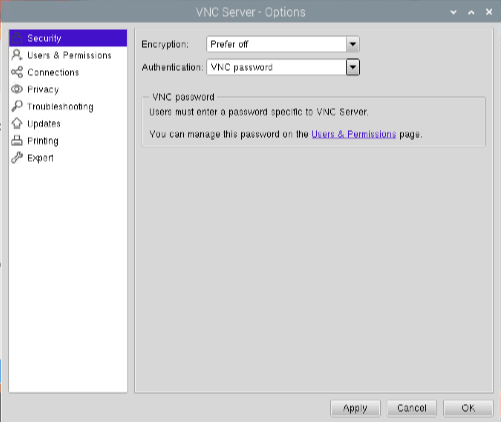 VNC Server - Options
Security
Users & Permissions
Connections
Privacy
Troubleshooting
Updates
Printing
Expert
Encryption: Prefer off
Authentication: VNC password
VNC password
Users must enter a password specific to VNC Server.
You can manage this password on the Users & Permissions page.
Apply Cancel OK